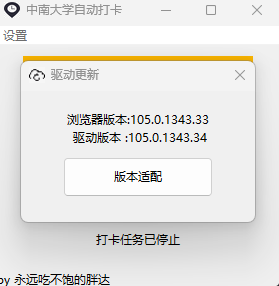 中南大学自动打卡
设置
驱动更新
浏览器版本:105.0.1343.33
驱动版本 :105.0.1343.34
版本适配
打卡任务已停止
by 永远吃不饱的胖达